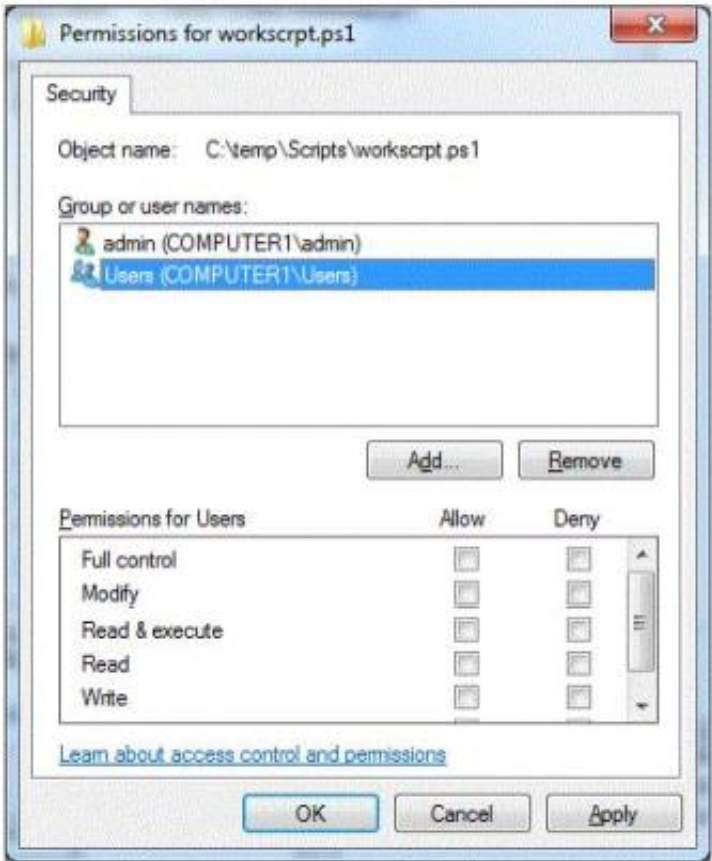 Permissions for workscrpt.ps1
Security
Object name: C:\temp\Scripts\workscrpt.ps1
Group or user names:
admin (COMPUTER1\admin)
Users (COMPUTER1\Users)
Add...
Remove
Permissions for Users Allow Deny
Full control
Modify
Read & execute
Read
Write
Learn about access control and permissions
OK Cancel Apply